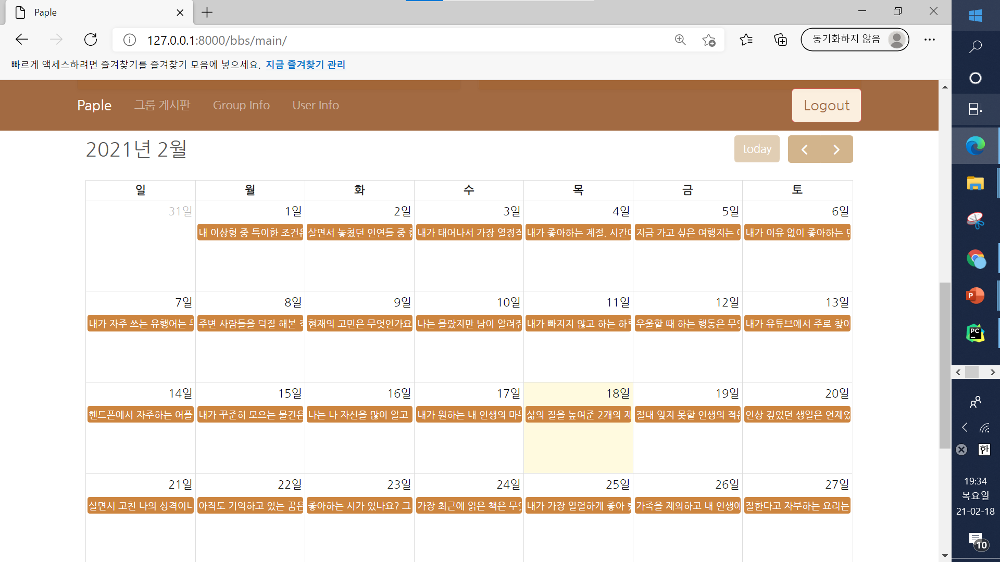 Paple
127.0.0.1:8000/bbs/main/
동기화하지 않음
빠르게 액세스하려면 즐겨찾기를 즐겨찾기 모음에 넣으세요. 지금 즐겨찾기 관리
Paple 그룹 게시판 Group Info User Info Logout
2021년 2월 today
일 월 화 수 목 금 토
31일 1일 2일 3일 4일 5일 6일
내 이상형 중 특이한 조건은 살면서 놓쳤던 인연들 중 내가 태어나서 가장 열정적 내가 좋아하는 계절, 시간대 지금 가고 싶은 여행지는 내가 이유 없이 좋아하는
7일 8일 9일 10일 11일 12일 13일
내가 자주 쓰는 유행어는 주변 사람들을 덕질 해본 현재의 고민은 무엇인가요 나는 몰랐지만 남이 알려줘 내가 빠지지 않고 하는 하루 우울할 때 하는 행동은 무엇 내가 유튜브에서 주로 찾아
14일 15일 16일 17일 18일 19일 20일
핸드폰에서 자주하는 어플 내가 꾸준히 모으는 물건은 나는 나 자신을 많이 알고 내가 원하는 내 인생의 삶의 질을 높여준 2개의 제 절대 잊지 못할 인생의 적은 인상 깊었던 생일은 언제였
21일 22일 23일 24일 25일 26일 27일
살면서 고친 나의 성격이나 아직도 기억하고 있는 꿈은 좋아하는 시가 있나요? 그 가장 최근에 읽은 책은 무엇 내가 가장 열렬하게 좋아 했 가족을 제외하고 내 인생에 잘한다고 자부하는 요리는
한
19:34
목요일
21-02-18
10